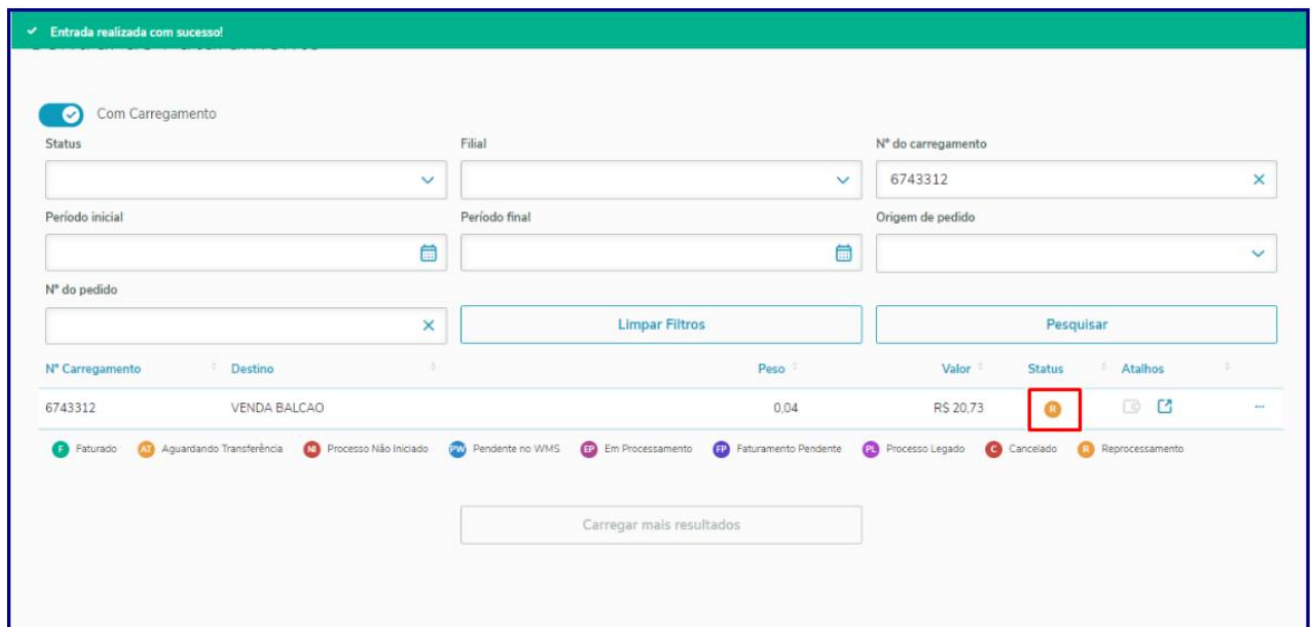 Entrada realizada com sucesso!
Com Carregamento
Status Filial Nº do carregamento
6743312
Período inicial Período final Origem de pedido
Nº do pedido
Limpar Filtros Pesquisar
Nº Carregamento Destino Peso Valor Status Atalhos
6743312 VENDA BALCAO 0,04 R$ 20,73 R
F Faturado AT Aguardando Transferência NI Processo Não Iniciado PW Pendente no WMS EP Em Processamento FP Faturamento Pendente PL Processo Legado C Cancelado R Reprocessamento
Carregar mais resultados